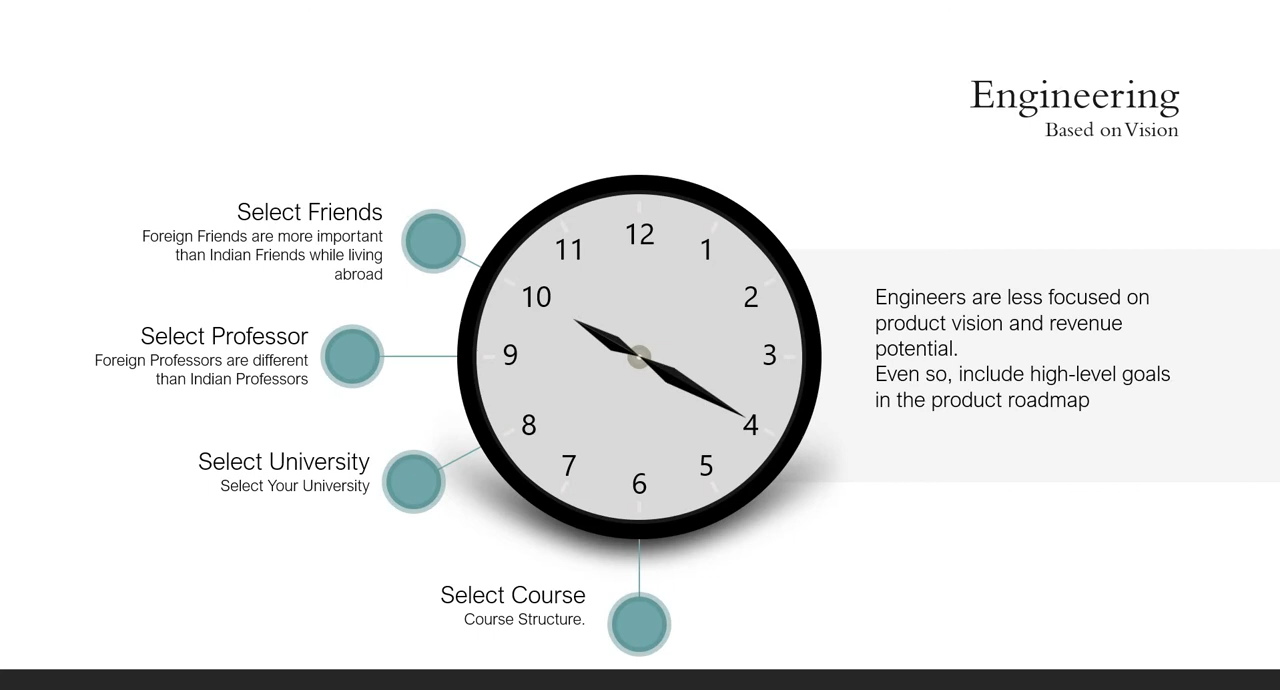 Engineering
Based on Vision
Select Friends
Foreign Friends are more important
than Indian Friends while living
abroad
Select Professor
Foreign Professors are different
than Indian Professors
Select University
Select Your University
Select Course
Course Structure.
12
1
2
3
4
5
6
7
8
9
10
11
Engineers are less focused on
product vision and revenue
potential.
Even so, include high-level goals
in the product roadmap